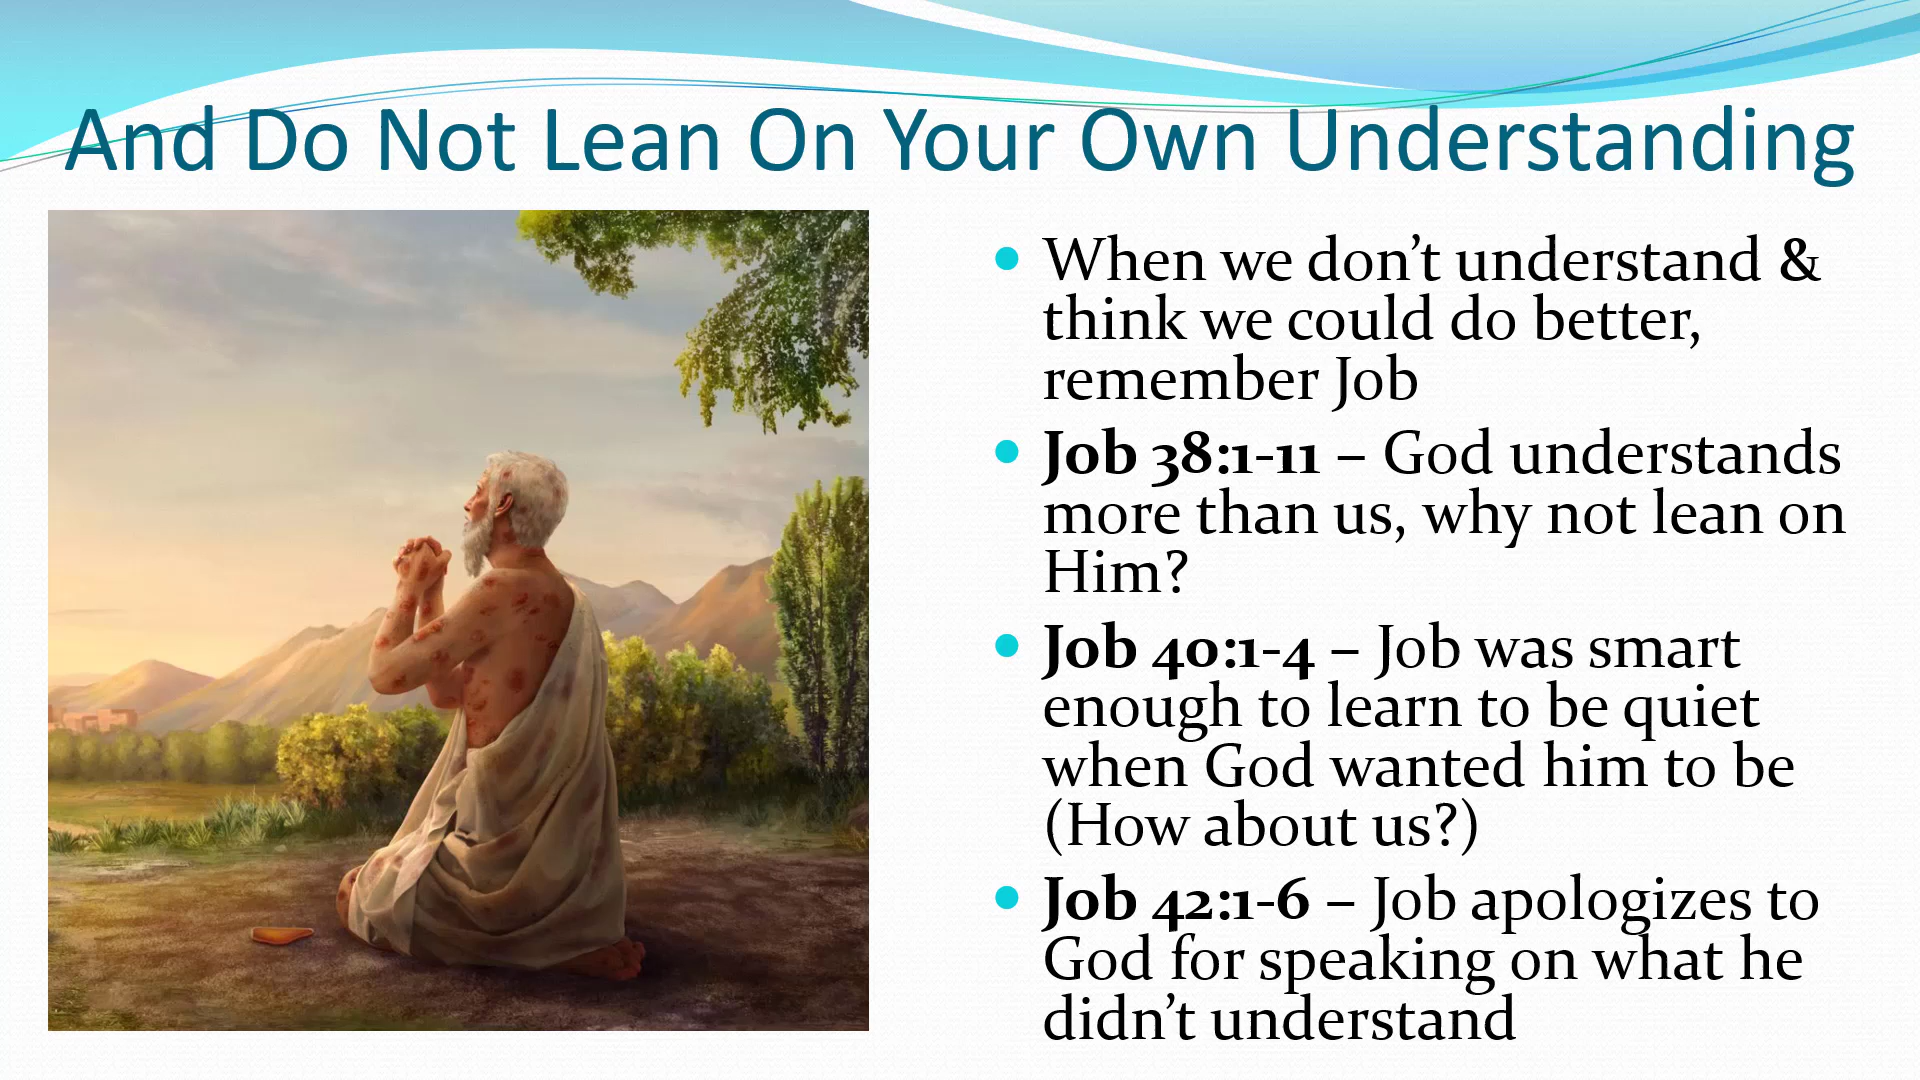 And Do Not Lean On Your Own Understanding
• When we don’t understand &
think we could do better,
remember Job
• Job 38:1-11 – God understands
more than us, why not lean on
Him?
• Job 40:1-4 – Job was smart
enough to learn to be quiet
when God wanted him to be
(How about us?)
• Job 42:1-6 – Job apologizes to
God for speaking on what he
didn’t understand